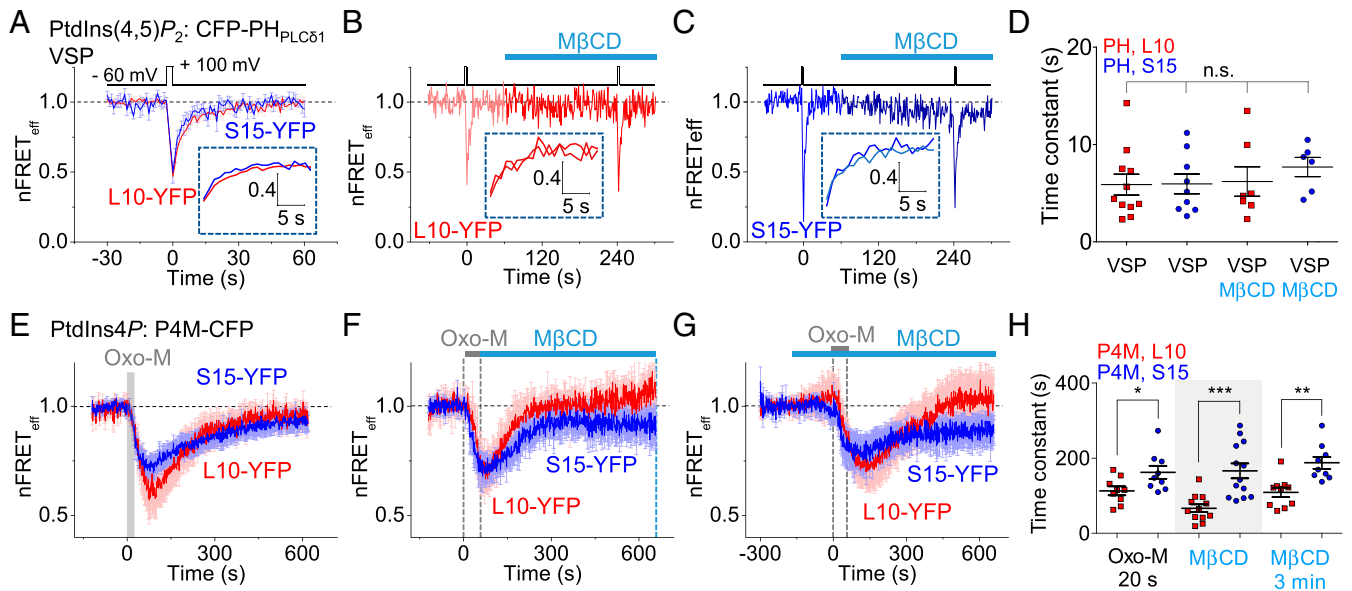 A
PtdIns(4,5)P2: CFP-PHPLCδ1
VSP
- 60 mV
+ 100 mV
nFRETeff
1.0
0.5
0.0
S15-YFP
L10-YFP
0.4
5 s
-30 0 30 60
Time (s)
B
MβCD
nFRETeff
1.0
0.5
0.0
0.4
5 s
L10-YFP
0 120 240
Time (s)
C
MβCD
nFRETeff
1.0
0.5
0.0
0.4
5 s
S15-YFP
0 120 240
Time (s)
D
PH, L10
PH, S15
n.s.
Time constant (s)
20
10
0
VSP VSP VSP VSP
MβCD MβCD
E
PtdIns4P: P4M-CFP
Oxo-M
nFRETeff
1.0
0.5
S15-YFP
L10-YFP
0 300 600
Time (s)
F
Oxo-M
MβCD
nFRETeff
1.0
0.5
S15-YFP
L10-YFP
0 300 600
Time (s)
G
Oxo-M
MβCD
nFRETeff
1.0
0.5
S15-YFP
L10-YFP
-300 0 300 600
Time (s)
H
P4M, L10
P4M, S15
Time constant (s)
400
200
0
* *** **
Oxo-M MβCD MβCD
20 s 3 min